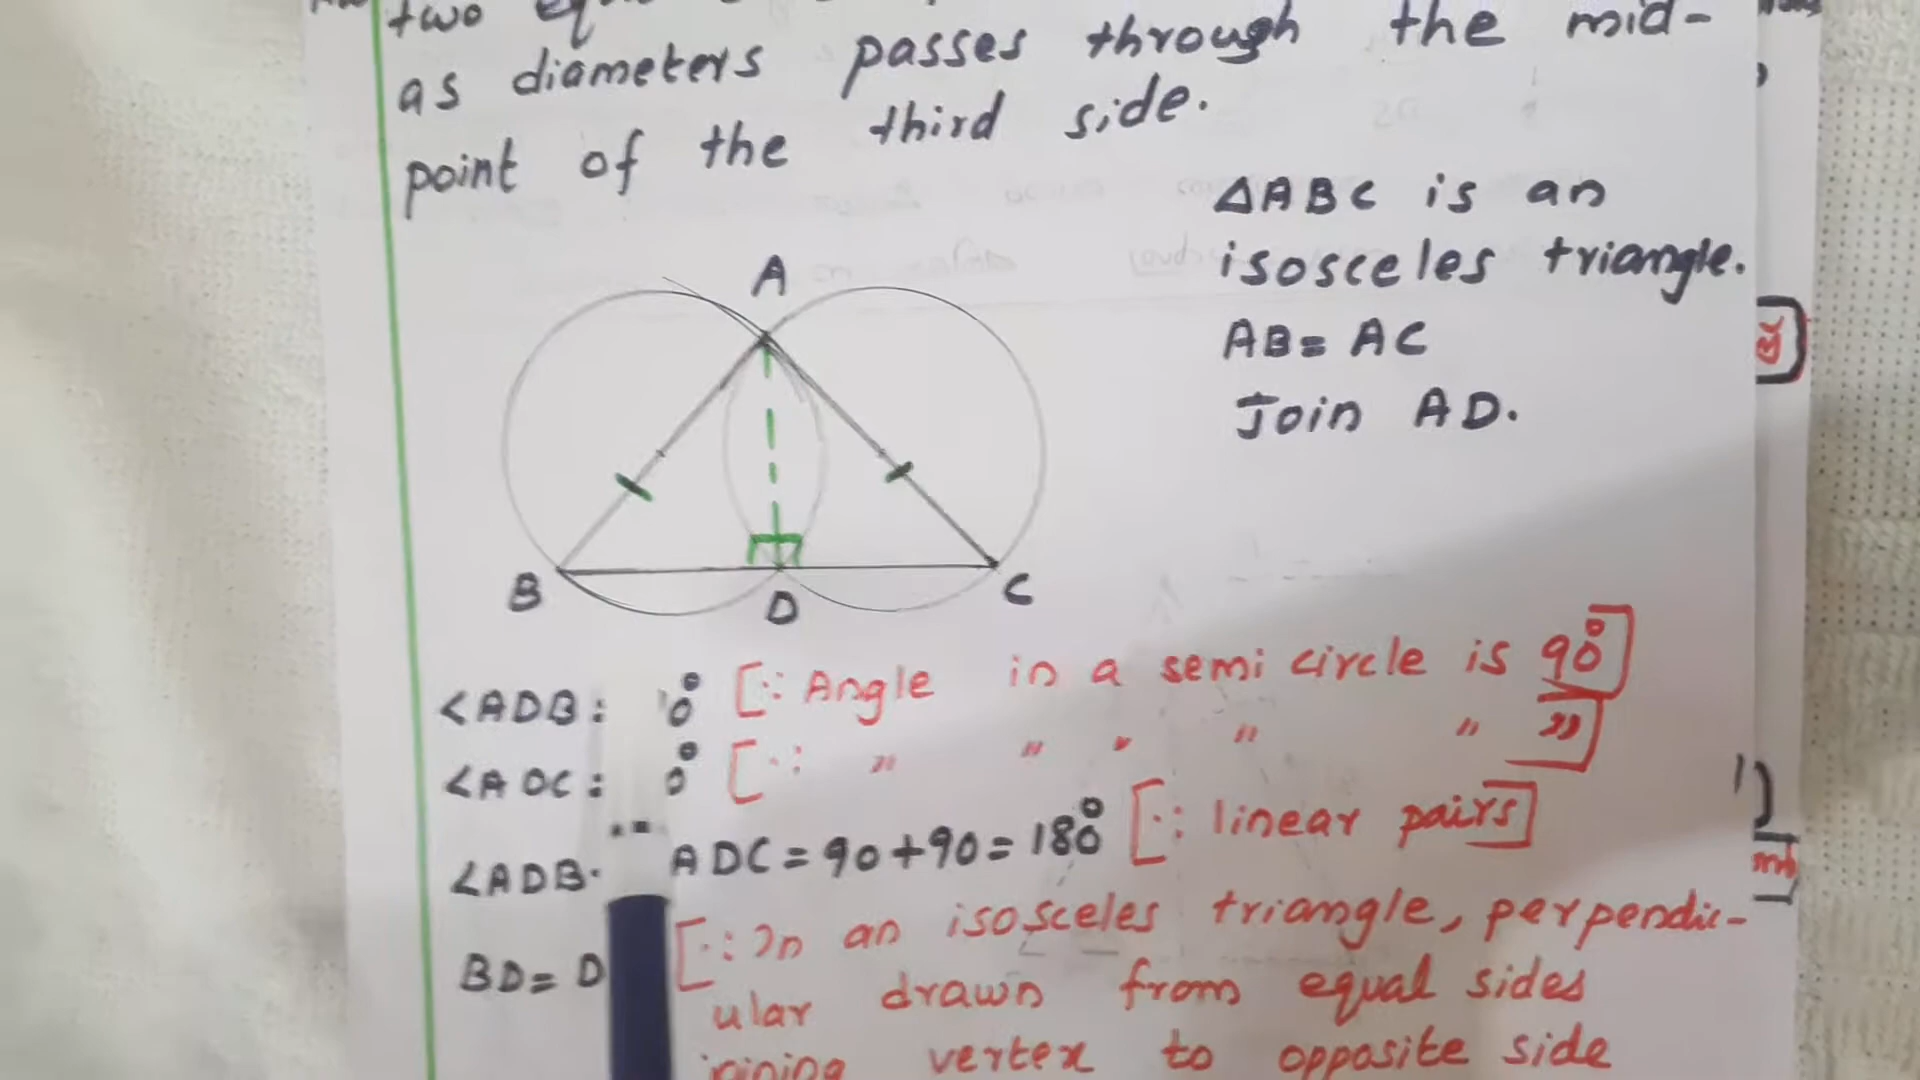 two
as diameters passes through the mid-
point of the third side.
△ABC is an
isosceles triangle.
AB = AC
Join AD.
A
B
D
C
<ADB = 0° [∵ Angle in a semi circle is 90°]
<ADC = 0° [∵ " " " " " "]
<ADB ADC = 90+90 = 180° [∵ linear pairs]
BD = D [∵ In an isosceles triangle, perpendic-
ular drawn from equal sides
vertex to opposite side